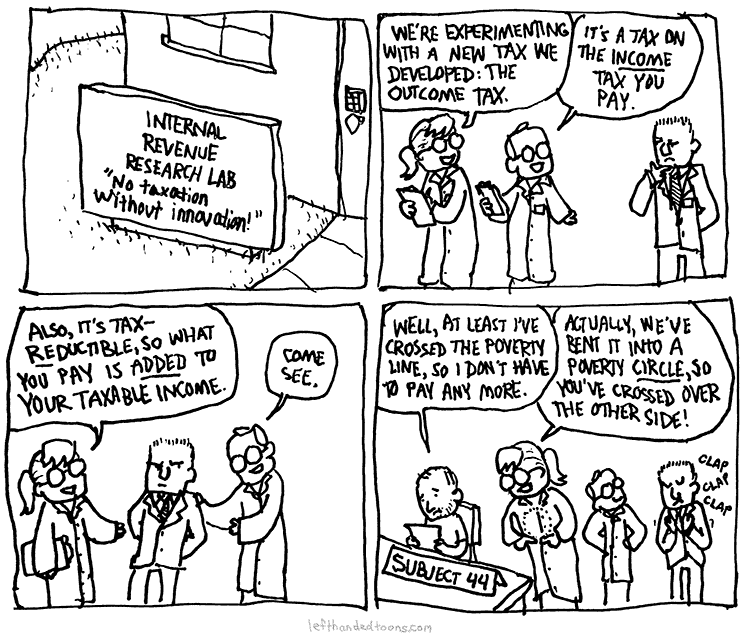 INTERNAL
REVENUE
RESEARCH LAB
"No taxation
without innovation!"
WE'RE EXPERIMENTING
WITH A NEW TAX WE
DEVELOPED: THE
OUTCOME TAX.
IT'S A TAX ON
THE INCOME
TAX YOU
PAY.
ALSO, IT'S TAX-
REDUCTIBLE, SO WHAT
YOU PAY IS ADDED TO
YOUR TAXABLE INCOME.
COME
SEE.
WELL, AT LEAST I'VE
CROSSED THE POVERTY
LINE, SO I DON'T HAVE
TO PAY ANY MORE.
ACTUALLY, WE'VE
BENT IT INTO A
POVERTY CIRCLE, SO
YOU'VE CROSSED OVER
THE OTHER SIDE!
CLAP
CLAP
CLAP
SUBJECT 44
lefthandedtoons.com